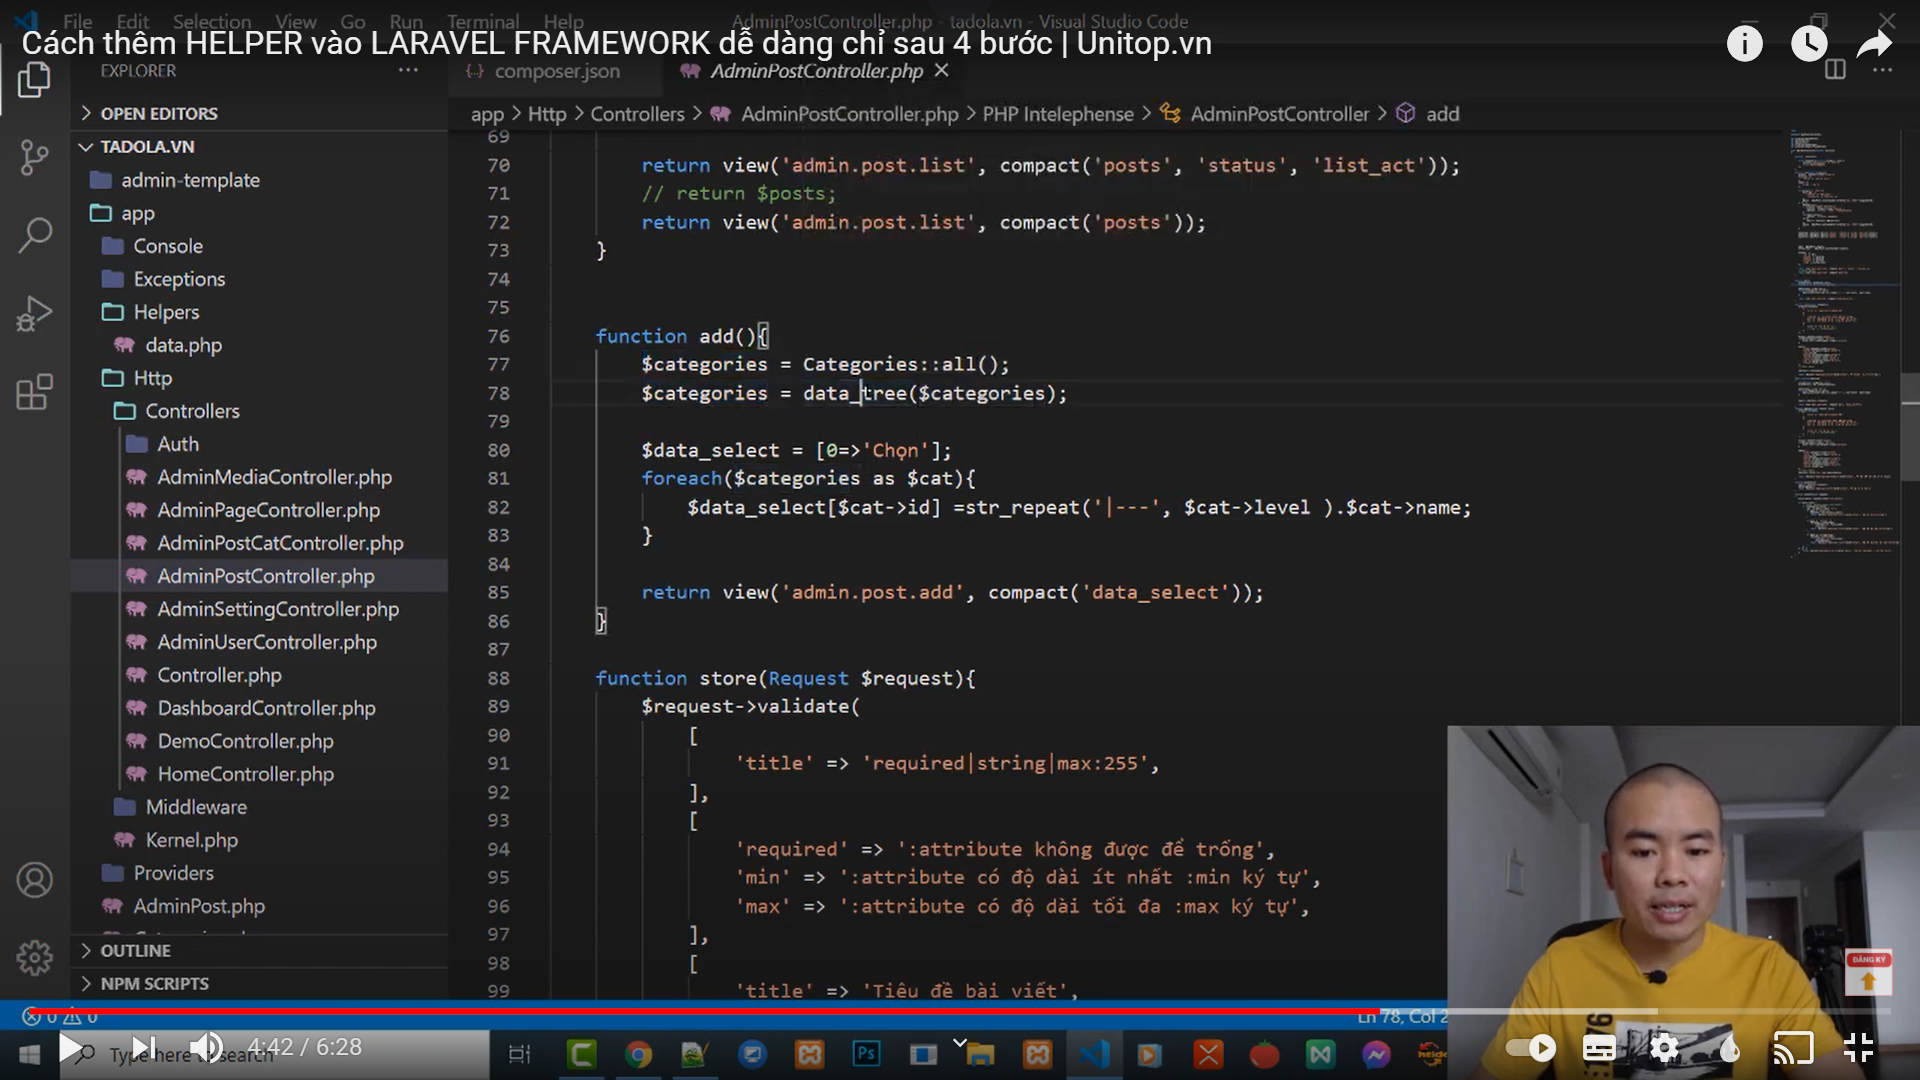 File Edit Selection View Go Run Terminal Help AdminPostController.php - tadola.vn - Visual Studio Code
Cách thêm HELPER vào LARAVEL FRAMEWORK dễ dàng chỉ sau 4 bước | Unitop.vn
EXPLORER
composer.json AdminPostController.php
OPEN EDITORS
app > Http > Controllers > AdminPostController.php > PHP Intelephense > AdminPostController > add
TADOLA.VN
admin-template
app
Console
Exceptions
Helpers
data.php
Http
Controllers
Auth
AdminMediaController.php
AdminPageController.php
AdminPostCatController.php
AdminPostController.php
AdminSettingController.php
AdminUserController.php
Controller.php
DashboardController.php
DemoController.php
HomeController.php
Middleware
Kernel.php
Providers
AdminPost.php
OUTLINE
NPM SCRIPTS
69
70 return view('admin.post.list', compact('posts', 'status', 'list_act'));
71 // return $posts;
72 return view('admin.post.list', compact('posts'));
73 }
74
75
76 function add(){
77 $categories = Categories::all();
78 $categories = data_tree($categories);
79
80 $data_select = [0=>'Chọn'];
81 foreach($categories as $cat){
82 $data_select[$cat->id] =str_repeat('|---', $cat->level ).$cat->name;
83 }
84
85 return view('admin.post.add', compact('data_select'));
86 }
87
88 function store(Request $request){
89 $request->validate(
90 [
91 'title' => 'required|string|max:255',
92 ],
93 [
94 'required' => ':attribute không được để trống',
95 'min' => ':attribute có độ dài ít nhất :min ký tự',
96 'max' => ':attribute có độ dài tối đa :max ký tự',
97 ],
98 [
99 'title' => 'Tiêu đề bài viết',
ĐĂNG KÝ
0 0 Ln 78, Col 2
Type here to search
4:42 / 6:28
Ps